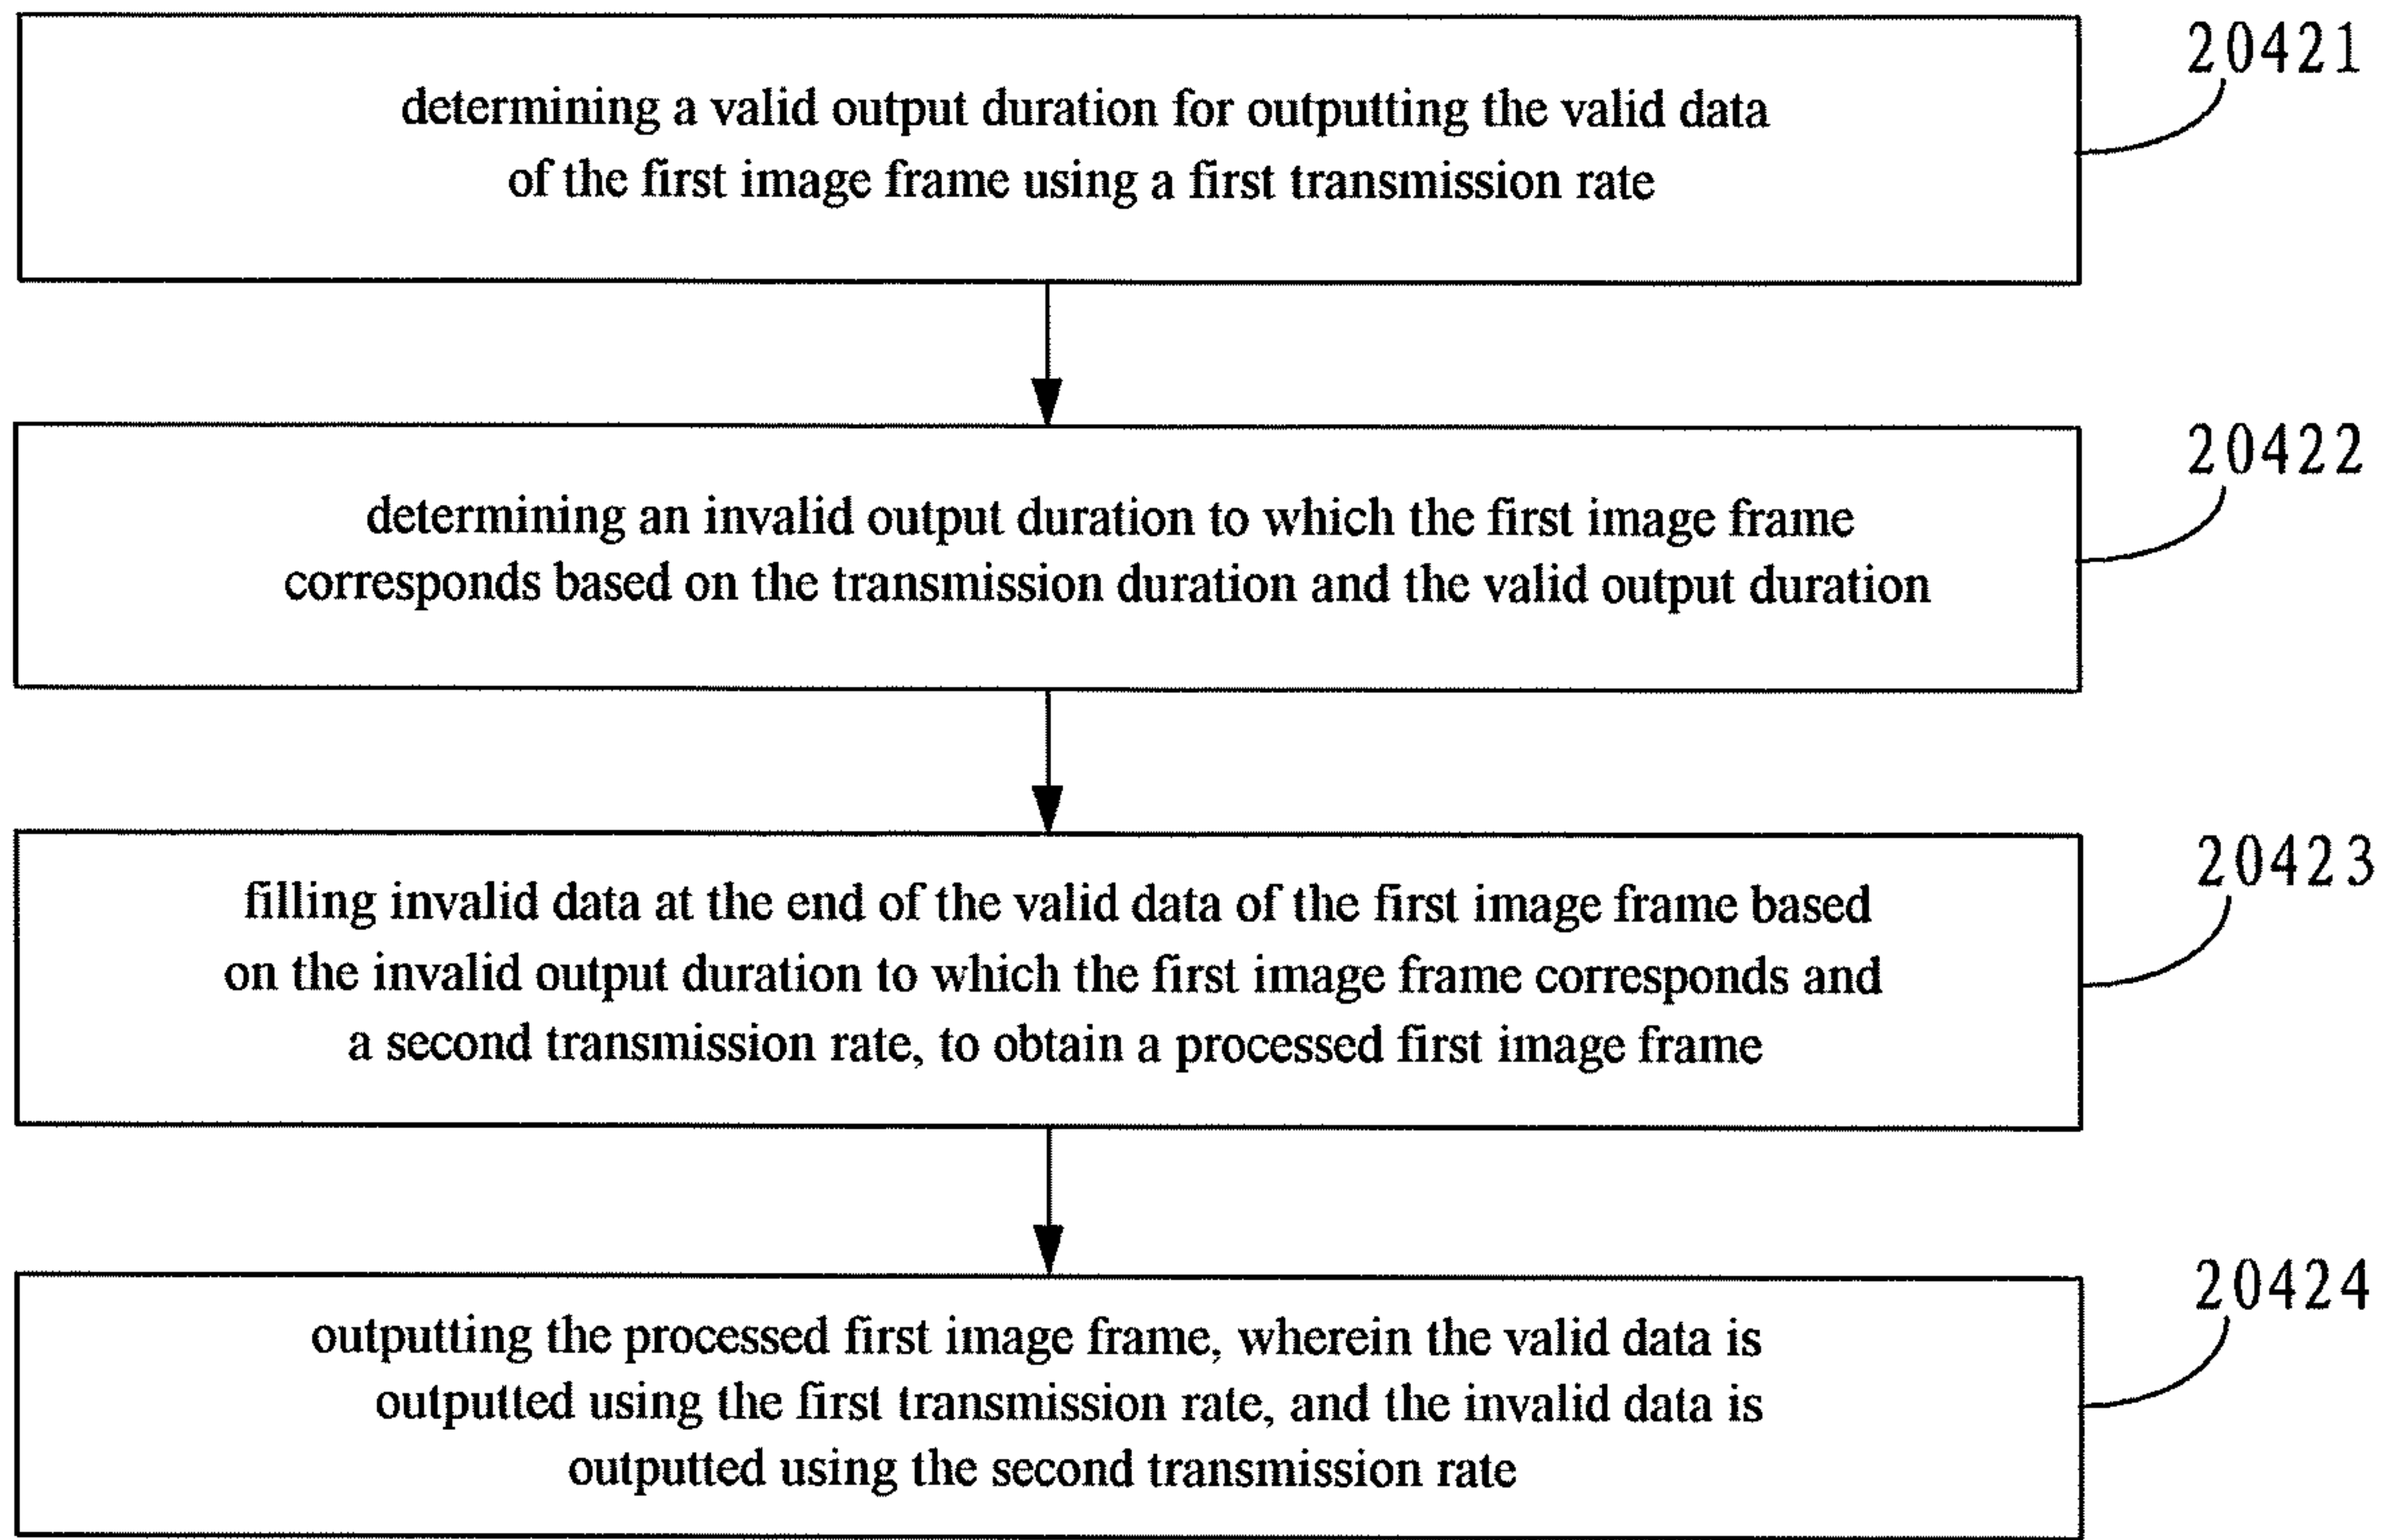 20421
determining a valid output duration for outputting the valid data
of the first image frame using a first transmission rate
20422
determining an invalid output duration to which the first image frame
corresponds based on the transmission duration and the valid output duration
20423
filling invalid data at the end of the valid data of the first image frame based
on the invalid output duration to which the first image frame corresponds and
a second transmission rate, to obtain a processed first image frame
20424
outputting the processed first image frame, wherein the valid data is
outputted using the first transmission rate, and the invalid data is
outputted using the second transmission rate